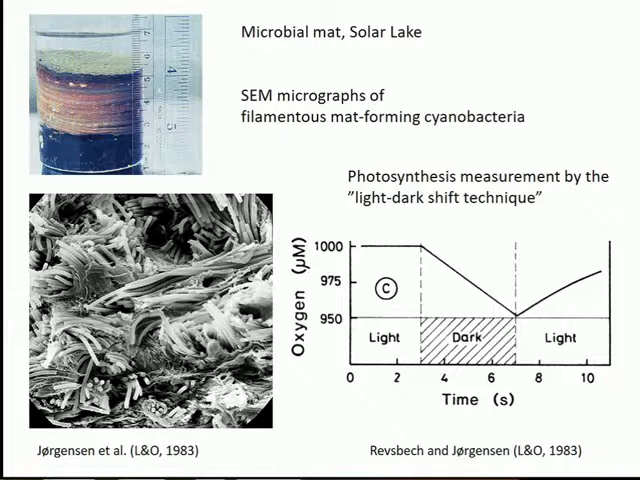 Microbial mat, Solar Lake
SEM micrographs of
filamentous mat-forming cyanobacteria
Photosynthesis measurement by the
”light-dark shift technique”
Oxygen (µM)
1000
975
950
C
Light
Dark
Light
0
2
4
6
8
10
Time (s)
Jørgensen et al. (L&O, 1983)
Revsbech and Jørgensen (L&O, 1983)